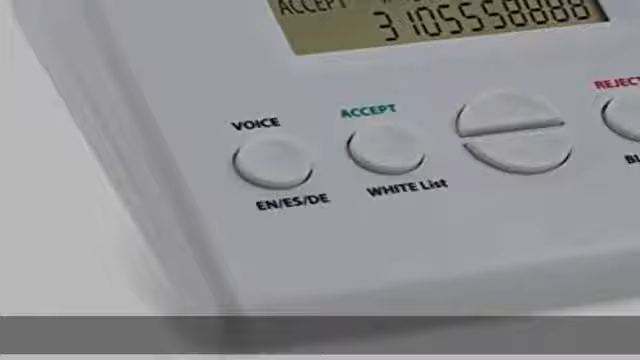 ACCEPT
3105558888
VOICE
ACCEPT
REJECT
EN/ES/DE
WHITE List